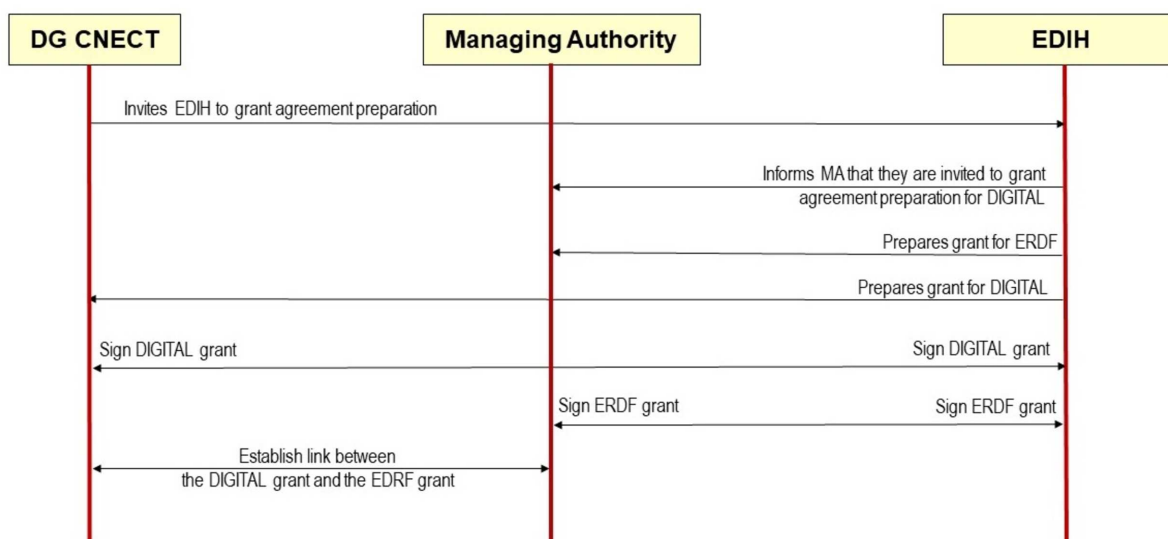 DG CNECT
Managing Authority
EDIH
Invites EDIH to grant agreement preparation
Informs MA that they are invited to grant
agreement preparation for DIGITAL
Prepares grant for ERDF
Prepares grant for DIGITAL
Sign DIGITAL grant
Sign DIGITAL grant
Sign ERDF grant
Sign ERDF grant
Establish link between
the DIGITAL grant and the EDRF grant